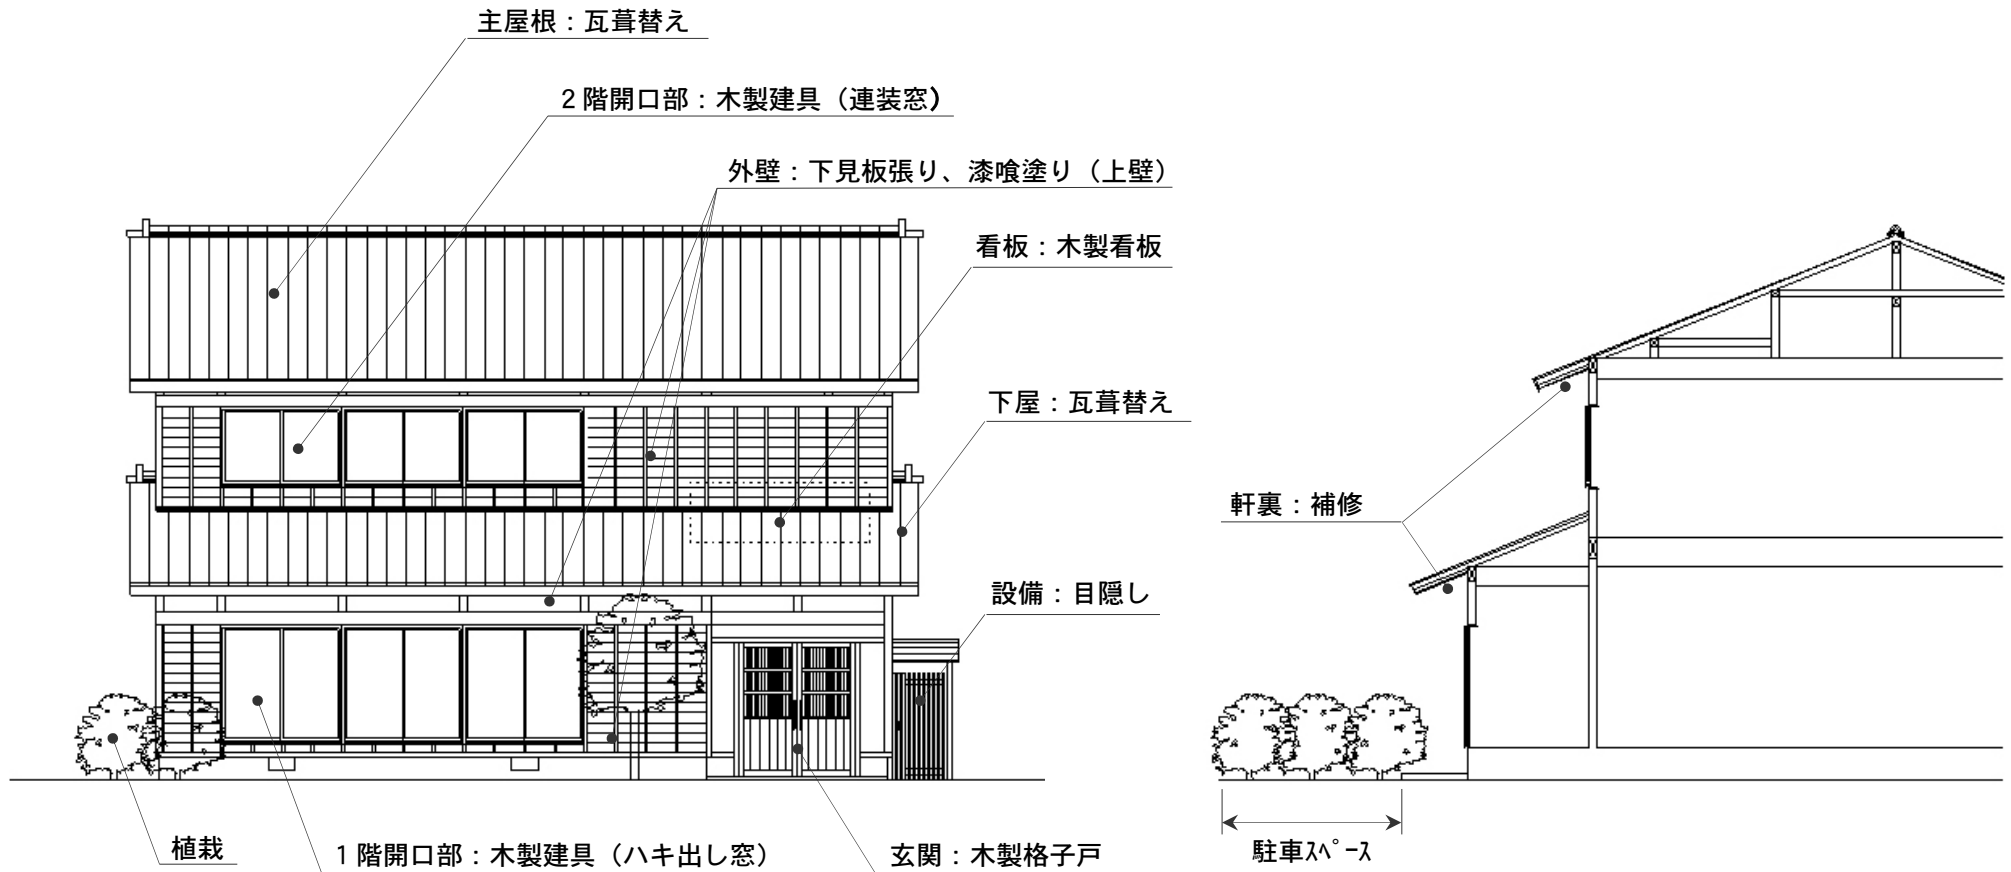 主屋根：瓦葺替え
２階開口部：木製建具（連装窓）
外壁：下見板張り、漆喰塗り（上壁）
看板：木製看板
下屋：瓦葺替え
軒裏：補修
設備：目隠し
植栽
１階開口部：木製建具（ハキ出し窓）
玄関：木製格子戸
駐車ｽﾍﾟｰｽ